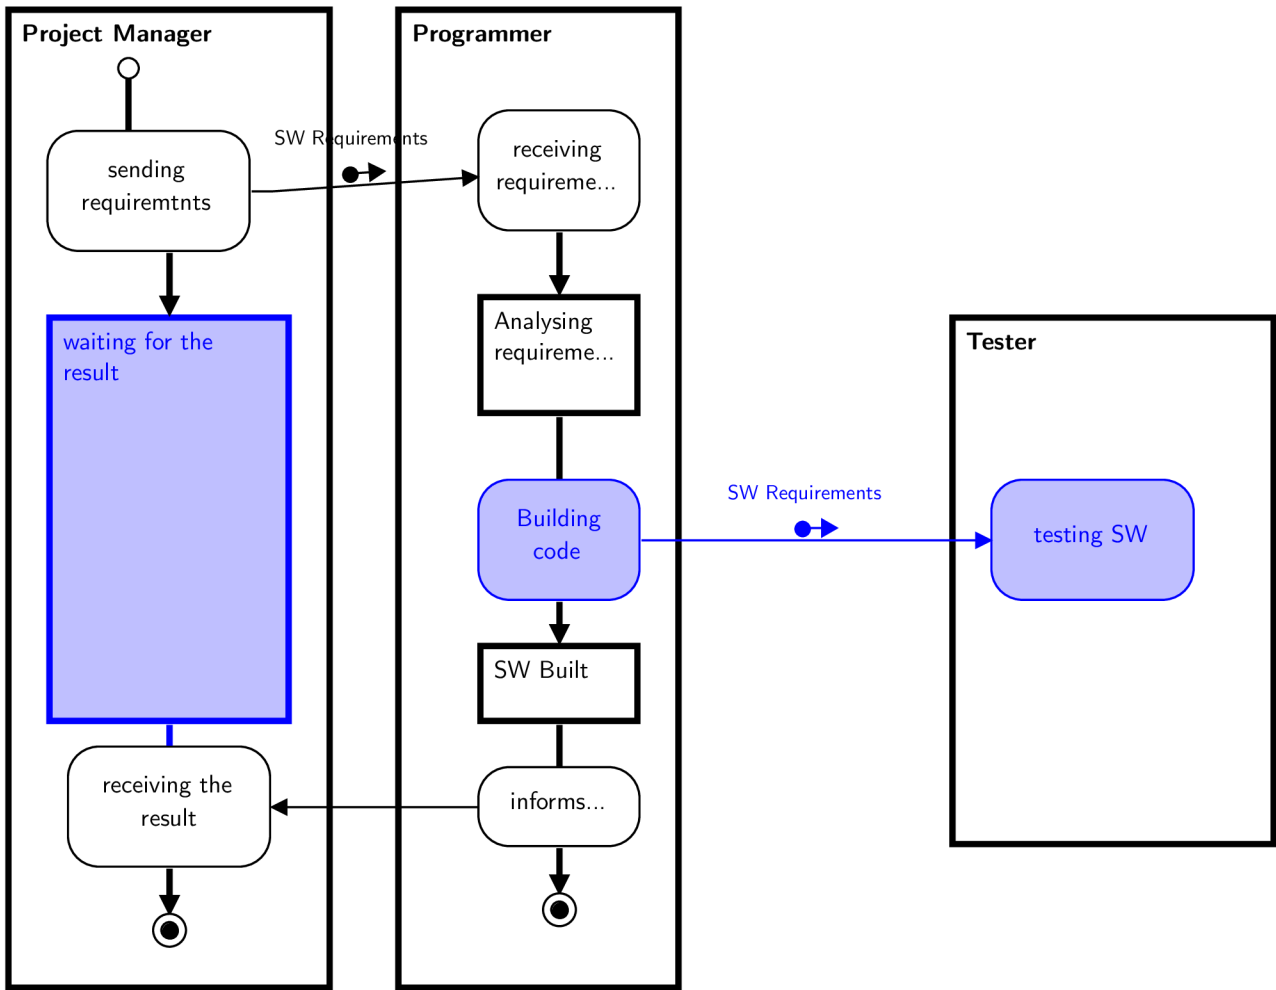 Project Manager
Programmer
SW Requirements
sending
requiremtnts
receiving
requireme...
waiting for the
result
Analysing
requireme...
Tester
SW Requirements
Building
code
testing SW
SW Built
receiving the
result
informs...